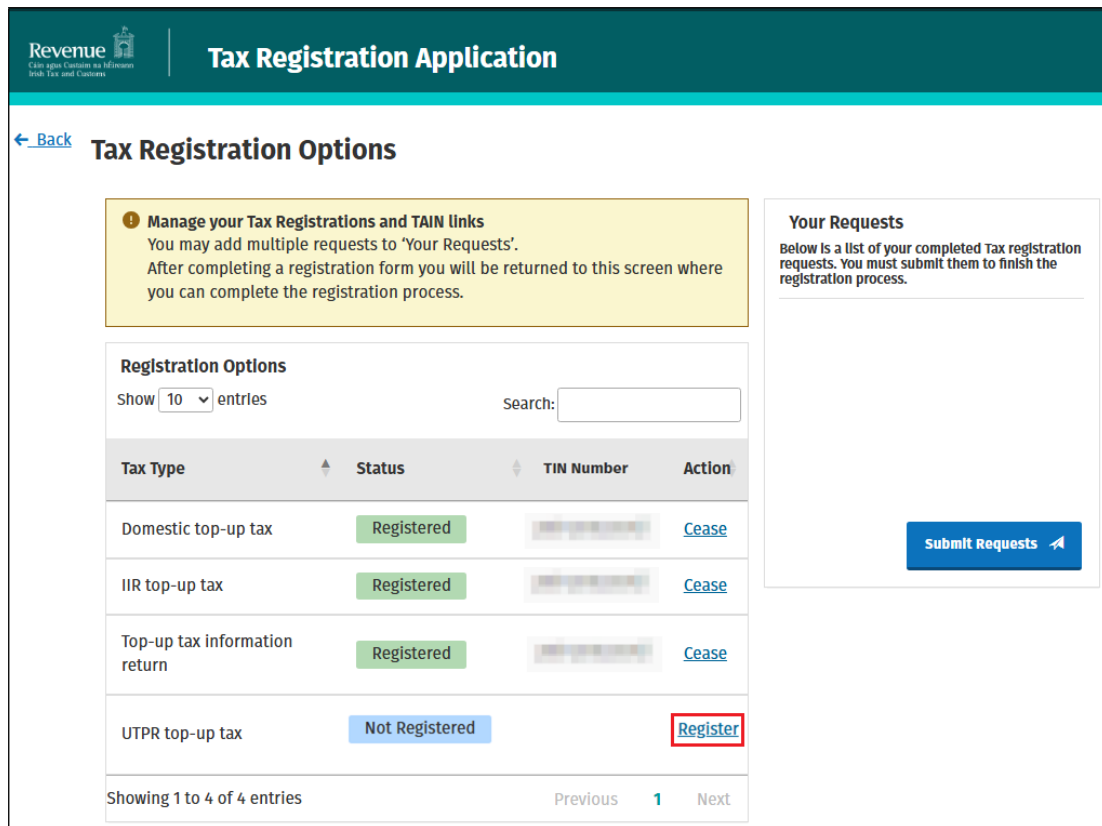 Revenue
Cáin agus Custaim na hÉireann
Irish Tax and Customs
Tax Registration Application
Back
Tax Registration Options
Manage your Tax Registrations and TAIN links
You may add multiple requests to ‘Your Requests’.
After completing a registration form you will be returned to this screen where
you can complete the registration process.
Your Requests
Below is a list of your completed Tax registration
requests. You must submit them to finish the
registration process.
Submit Requests
Registration Options
Show 10 entries
Search:
Tax Type Status TIN Number Action
Domestic top-up tax Registered Cease
IIR top-up tax Registered Cease
Top-up tax information
return Registered Cease
UTPR top-up tax Not Registered Register
Showing 1 to 4 of 4 entries Previous 1 Next